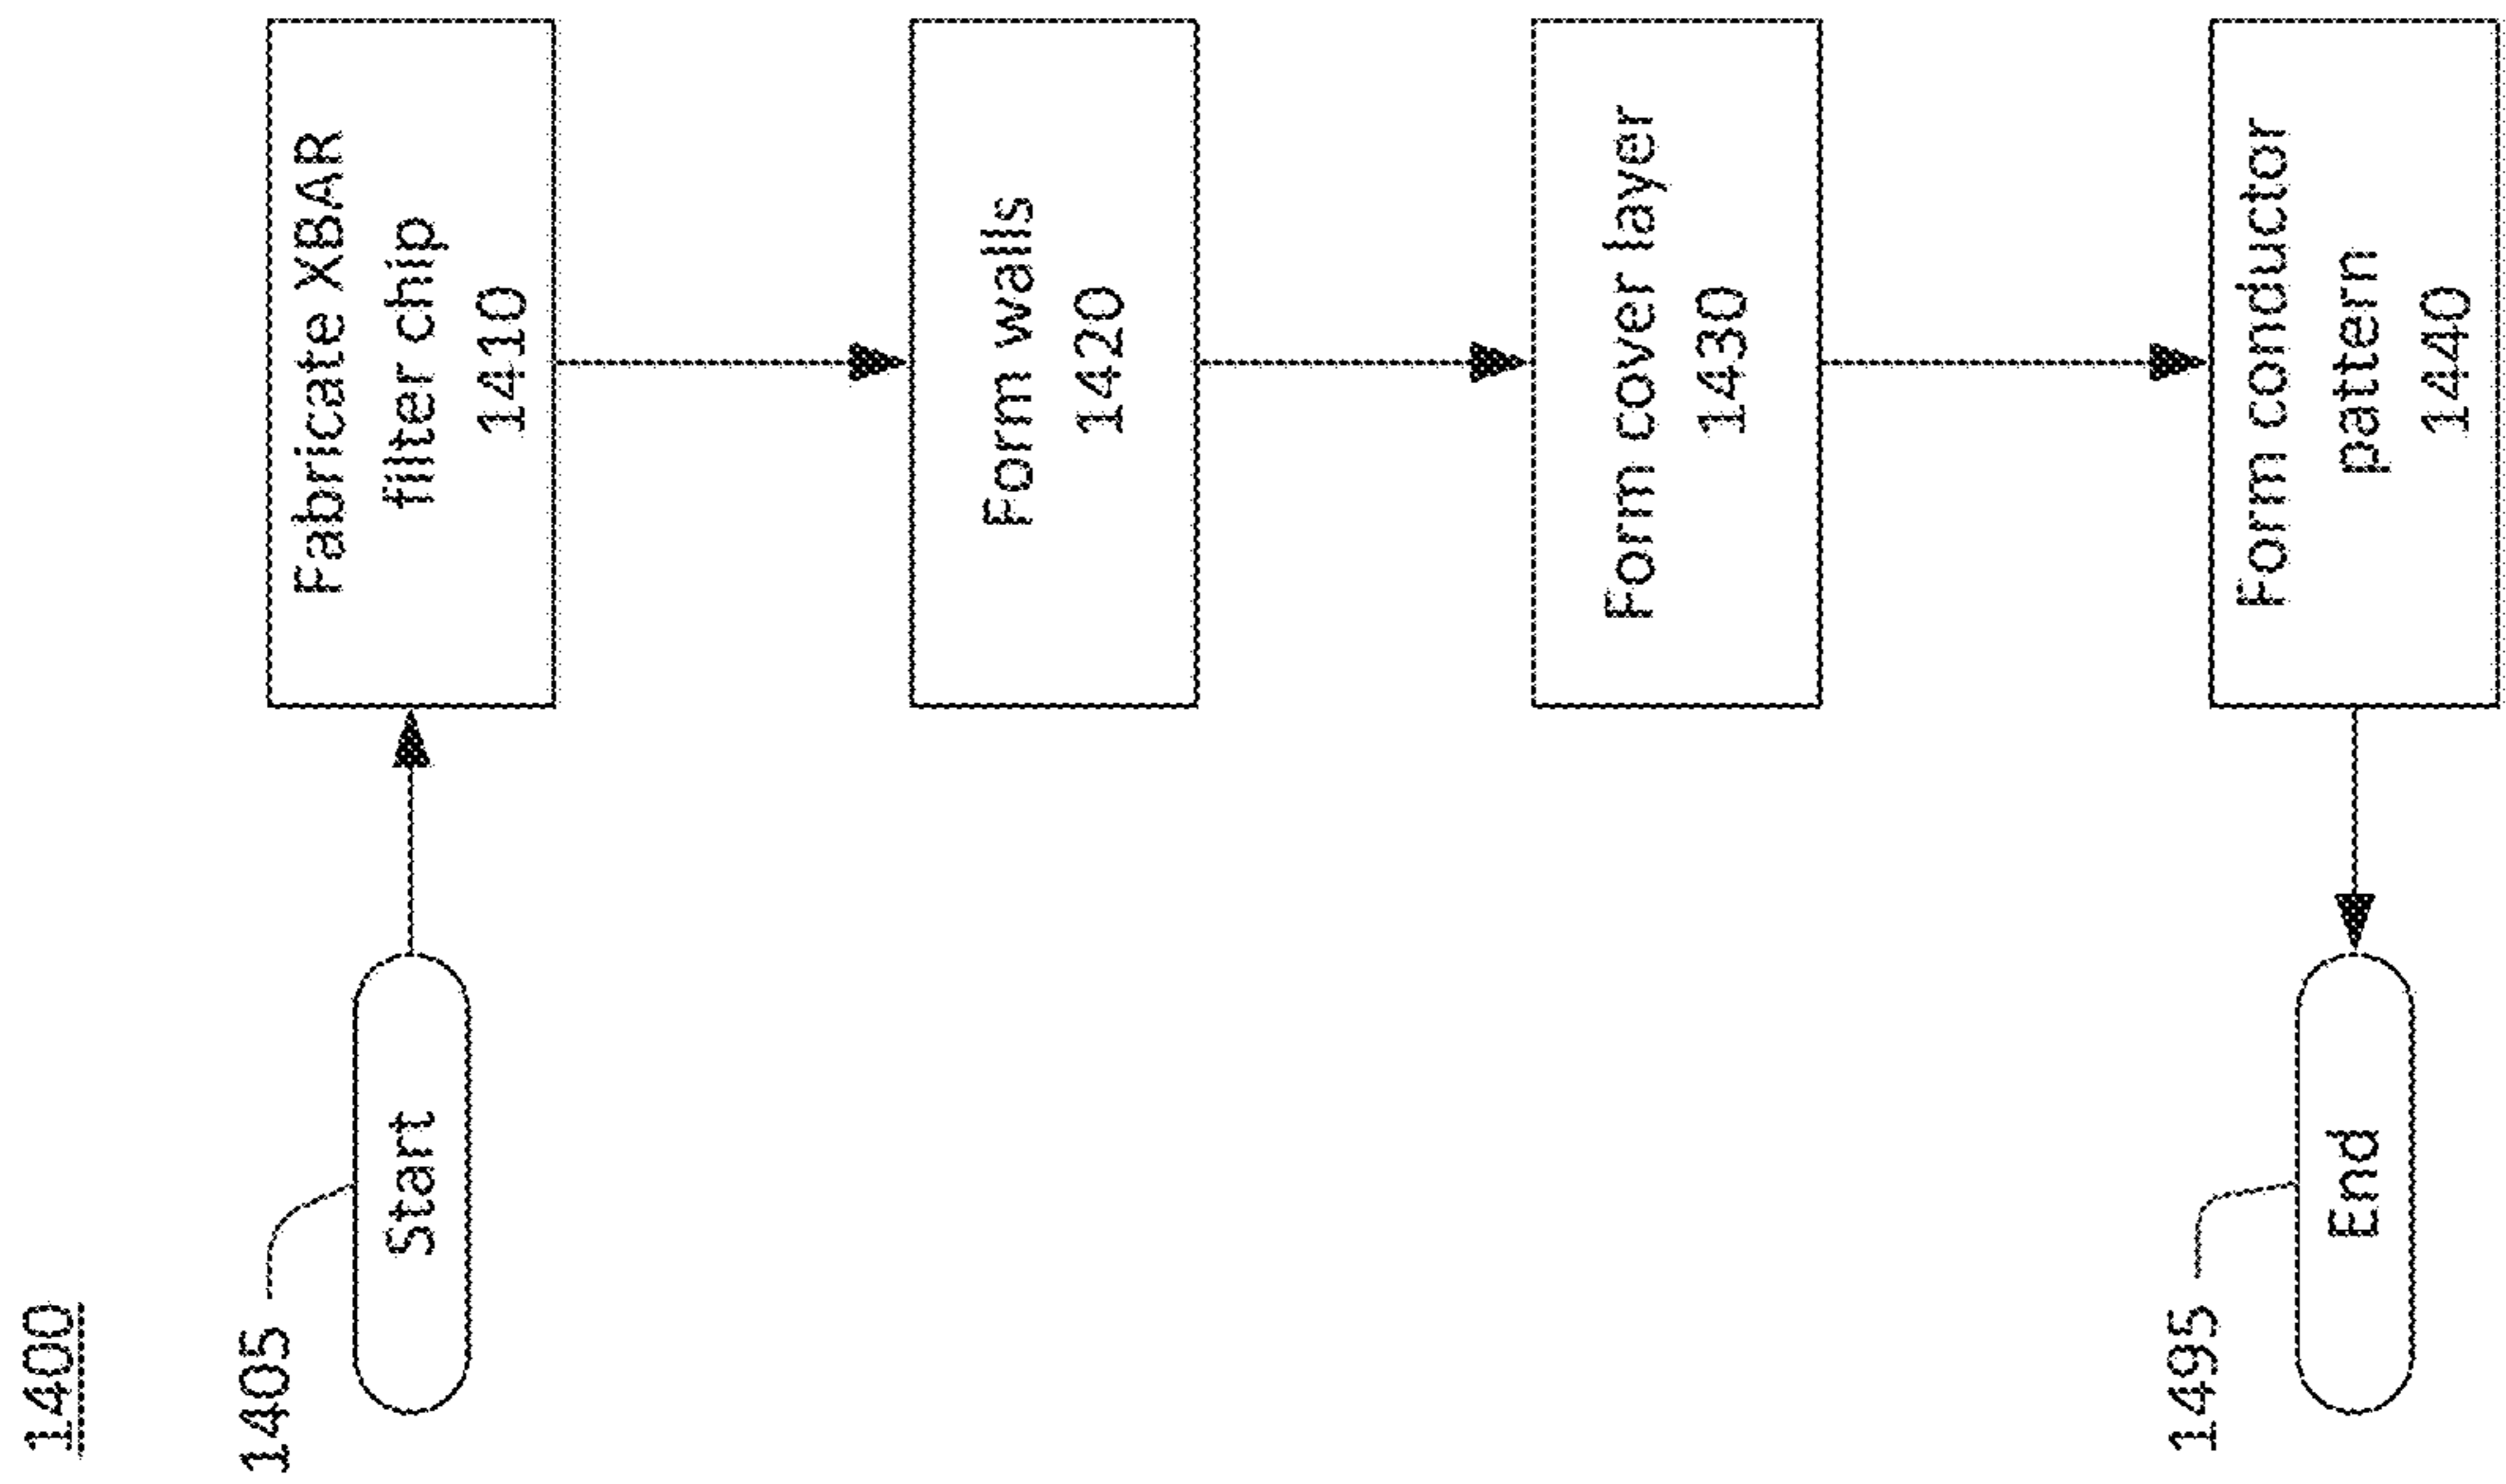 1400
1405
Start
Fabricate XBAR
filter chip
1410
Form walls
1420
Form cover layer
1430
Form conductor
pattern
1440
1495
End